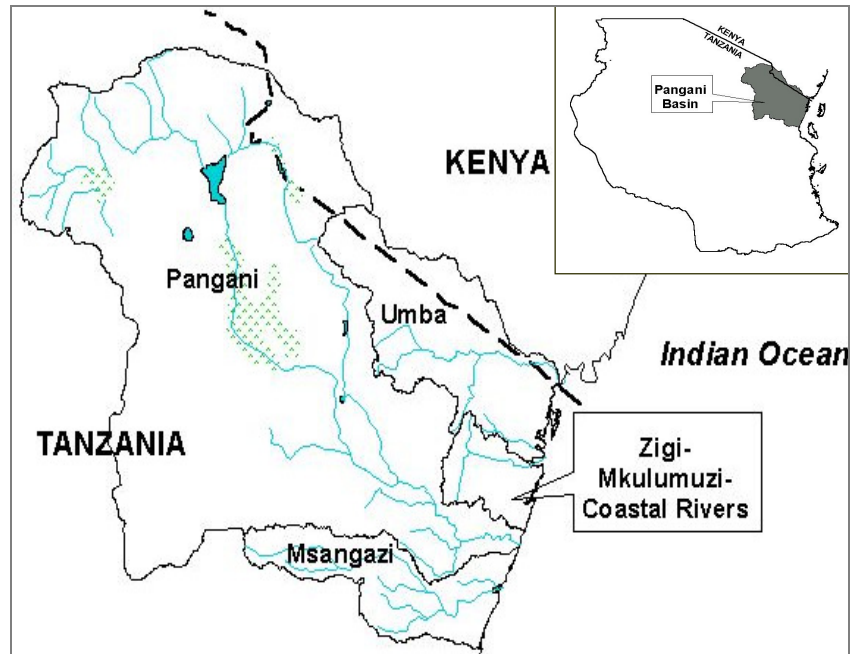 KENYA
TANZANIA
Pangani
Basin
KENYA
Pangani
Umba
Indian Ocean
TANZANIA
Zigi-
Mkulumuzi-
Coastal Rivers
Msangazi